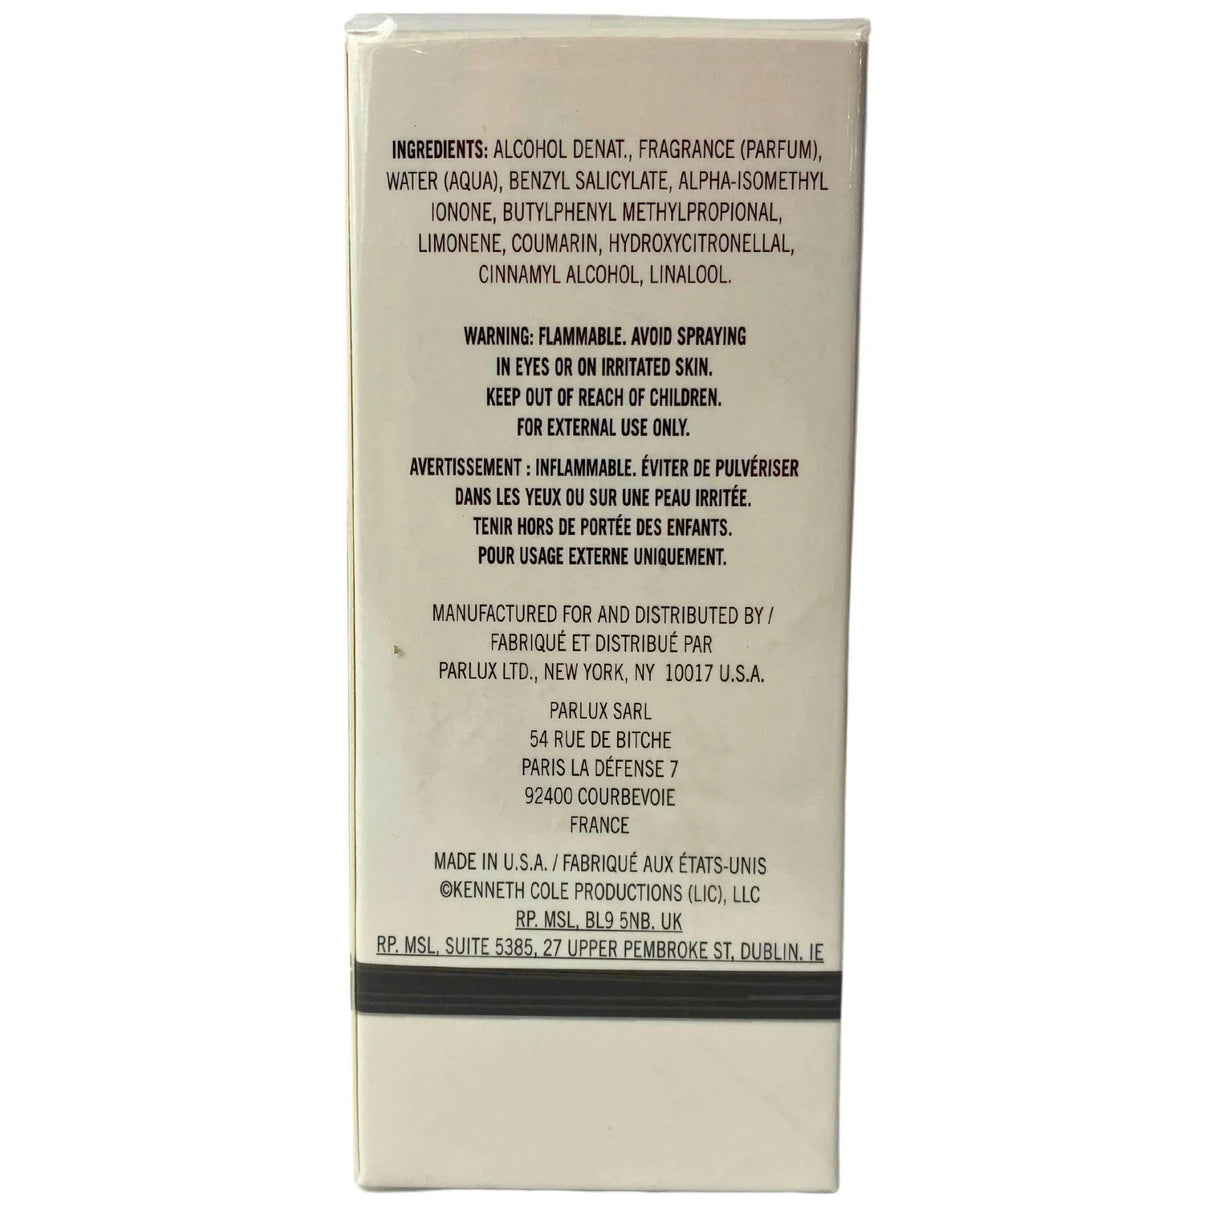 INGREDIENTS: ALCOHOL DENAT., FRAGRANCE (PARFUM),
WATER (AQUA), BENZYL SALICYLATE, ALPHA-ISOMETHYL
IONONE, BUTYLPHENYL METHYLPROPIONAL,
LIMONENE, COUMARIN, HYDROXYCITRONELLAL,
CINNAMYL ALCOHOL, LINALOOL.
WARNING: FLAMMABLE. AVOID SPRAYING
IN EYES OR ON IRRITATED SKIN.
KEEP OUT OF REACH OF CHILDREN.
FOR EXTERNAL USE ONLY.
AVERTISSEMENT : INFLAMMABLE. ÉVITER DE PULVÉRISER
DANS LES YEUX OU SUR UNE PEAU IRRITÉE.
TENIR HORS DE PORTÉE DES ENFANTS.
POUR USAGE EXTERNE UNIQUEMENT.
MANUFACTURED FOR AND DISTRIBUTED BY /
FABRIQUÉ ET DISTRIBUÉ PAR
PARLUX LTD., NEW YORK, NY 10017 U.S.A.
PARLUX SARL
54 RUE DE BITCHE
PARIS LA DÉFENSE 7
92400 COURBEVOIE
FRANCE
MADE IN U.S.A. / FABRIQUÉ AUX ÉTATS-UNIS
©KENNETH COLE PRODUCTIONS (LIC), LLC
RP. MSL, BL9 5NB. UK
RP. MSL, SUITE 5385, 27 UPPER PEMBROKE ST, DUBLIN. IE